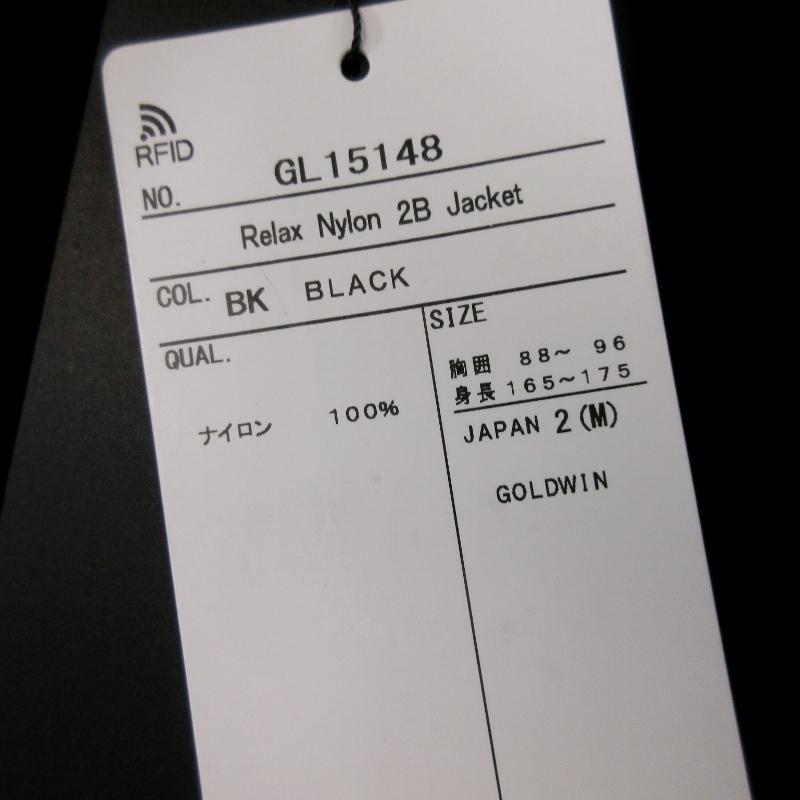 RFID
NO. GL15148
Relax Nylon 2B Jacket
COL. BK BLACK
QUAL.
ナイロン 100%
SIZE
胸囲 88～ 96
身長 165～175
JAPAN 2(M)
GOLDWIN